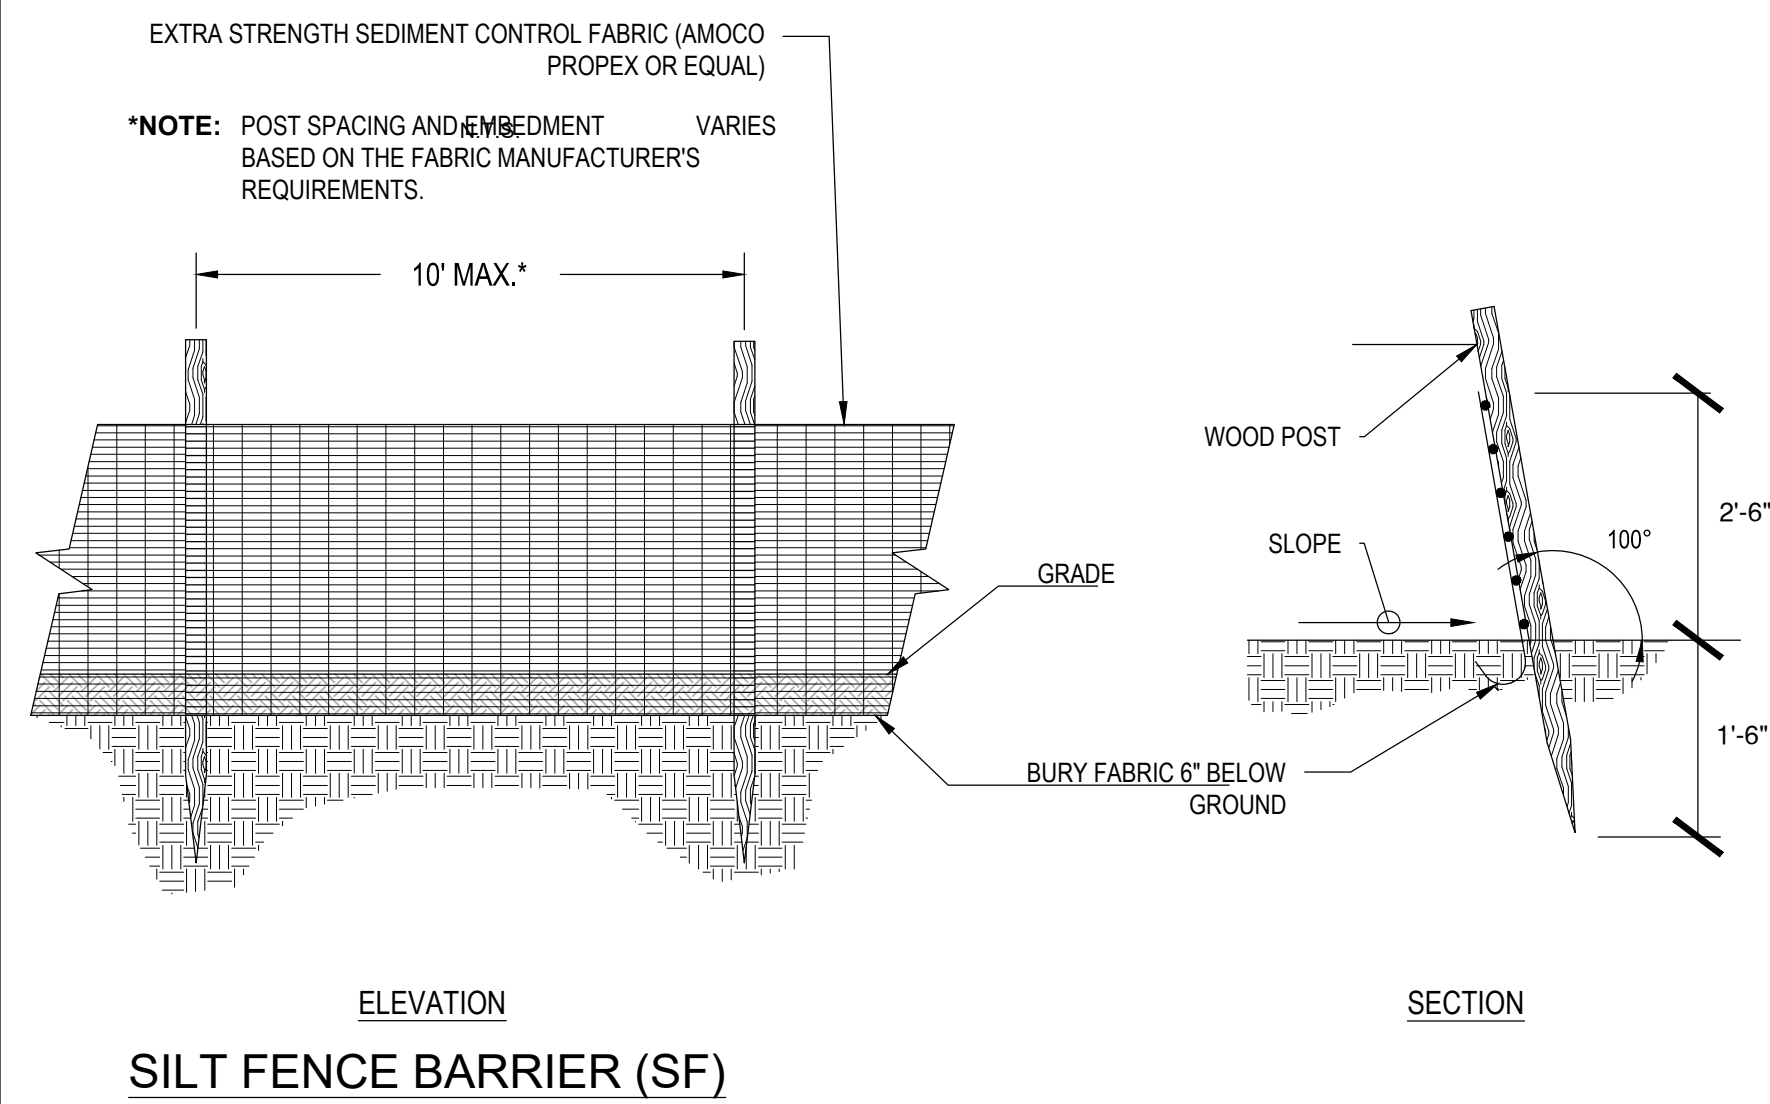 EXTRA STRENGTH SEDIMENT CONTROL FABRIC (AMOCO
PROPEX OR EQUAL)
*NOTE: POST SPACING AND EMBEDMENT VARIES
N.T.S.
BASED ON THE FABRIC MANUFACTURER'S
REQUIREMENTS.
10' MAX.*
GRADE
BURY FABRIC 6" BELOW
GROUND
WOOD POST
SLOPE
100°
2'-6"
1'-6"
ELEVATION
SECTION
SILT FENCE BARRIER (SF)